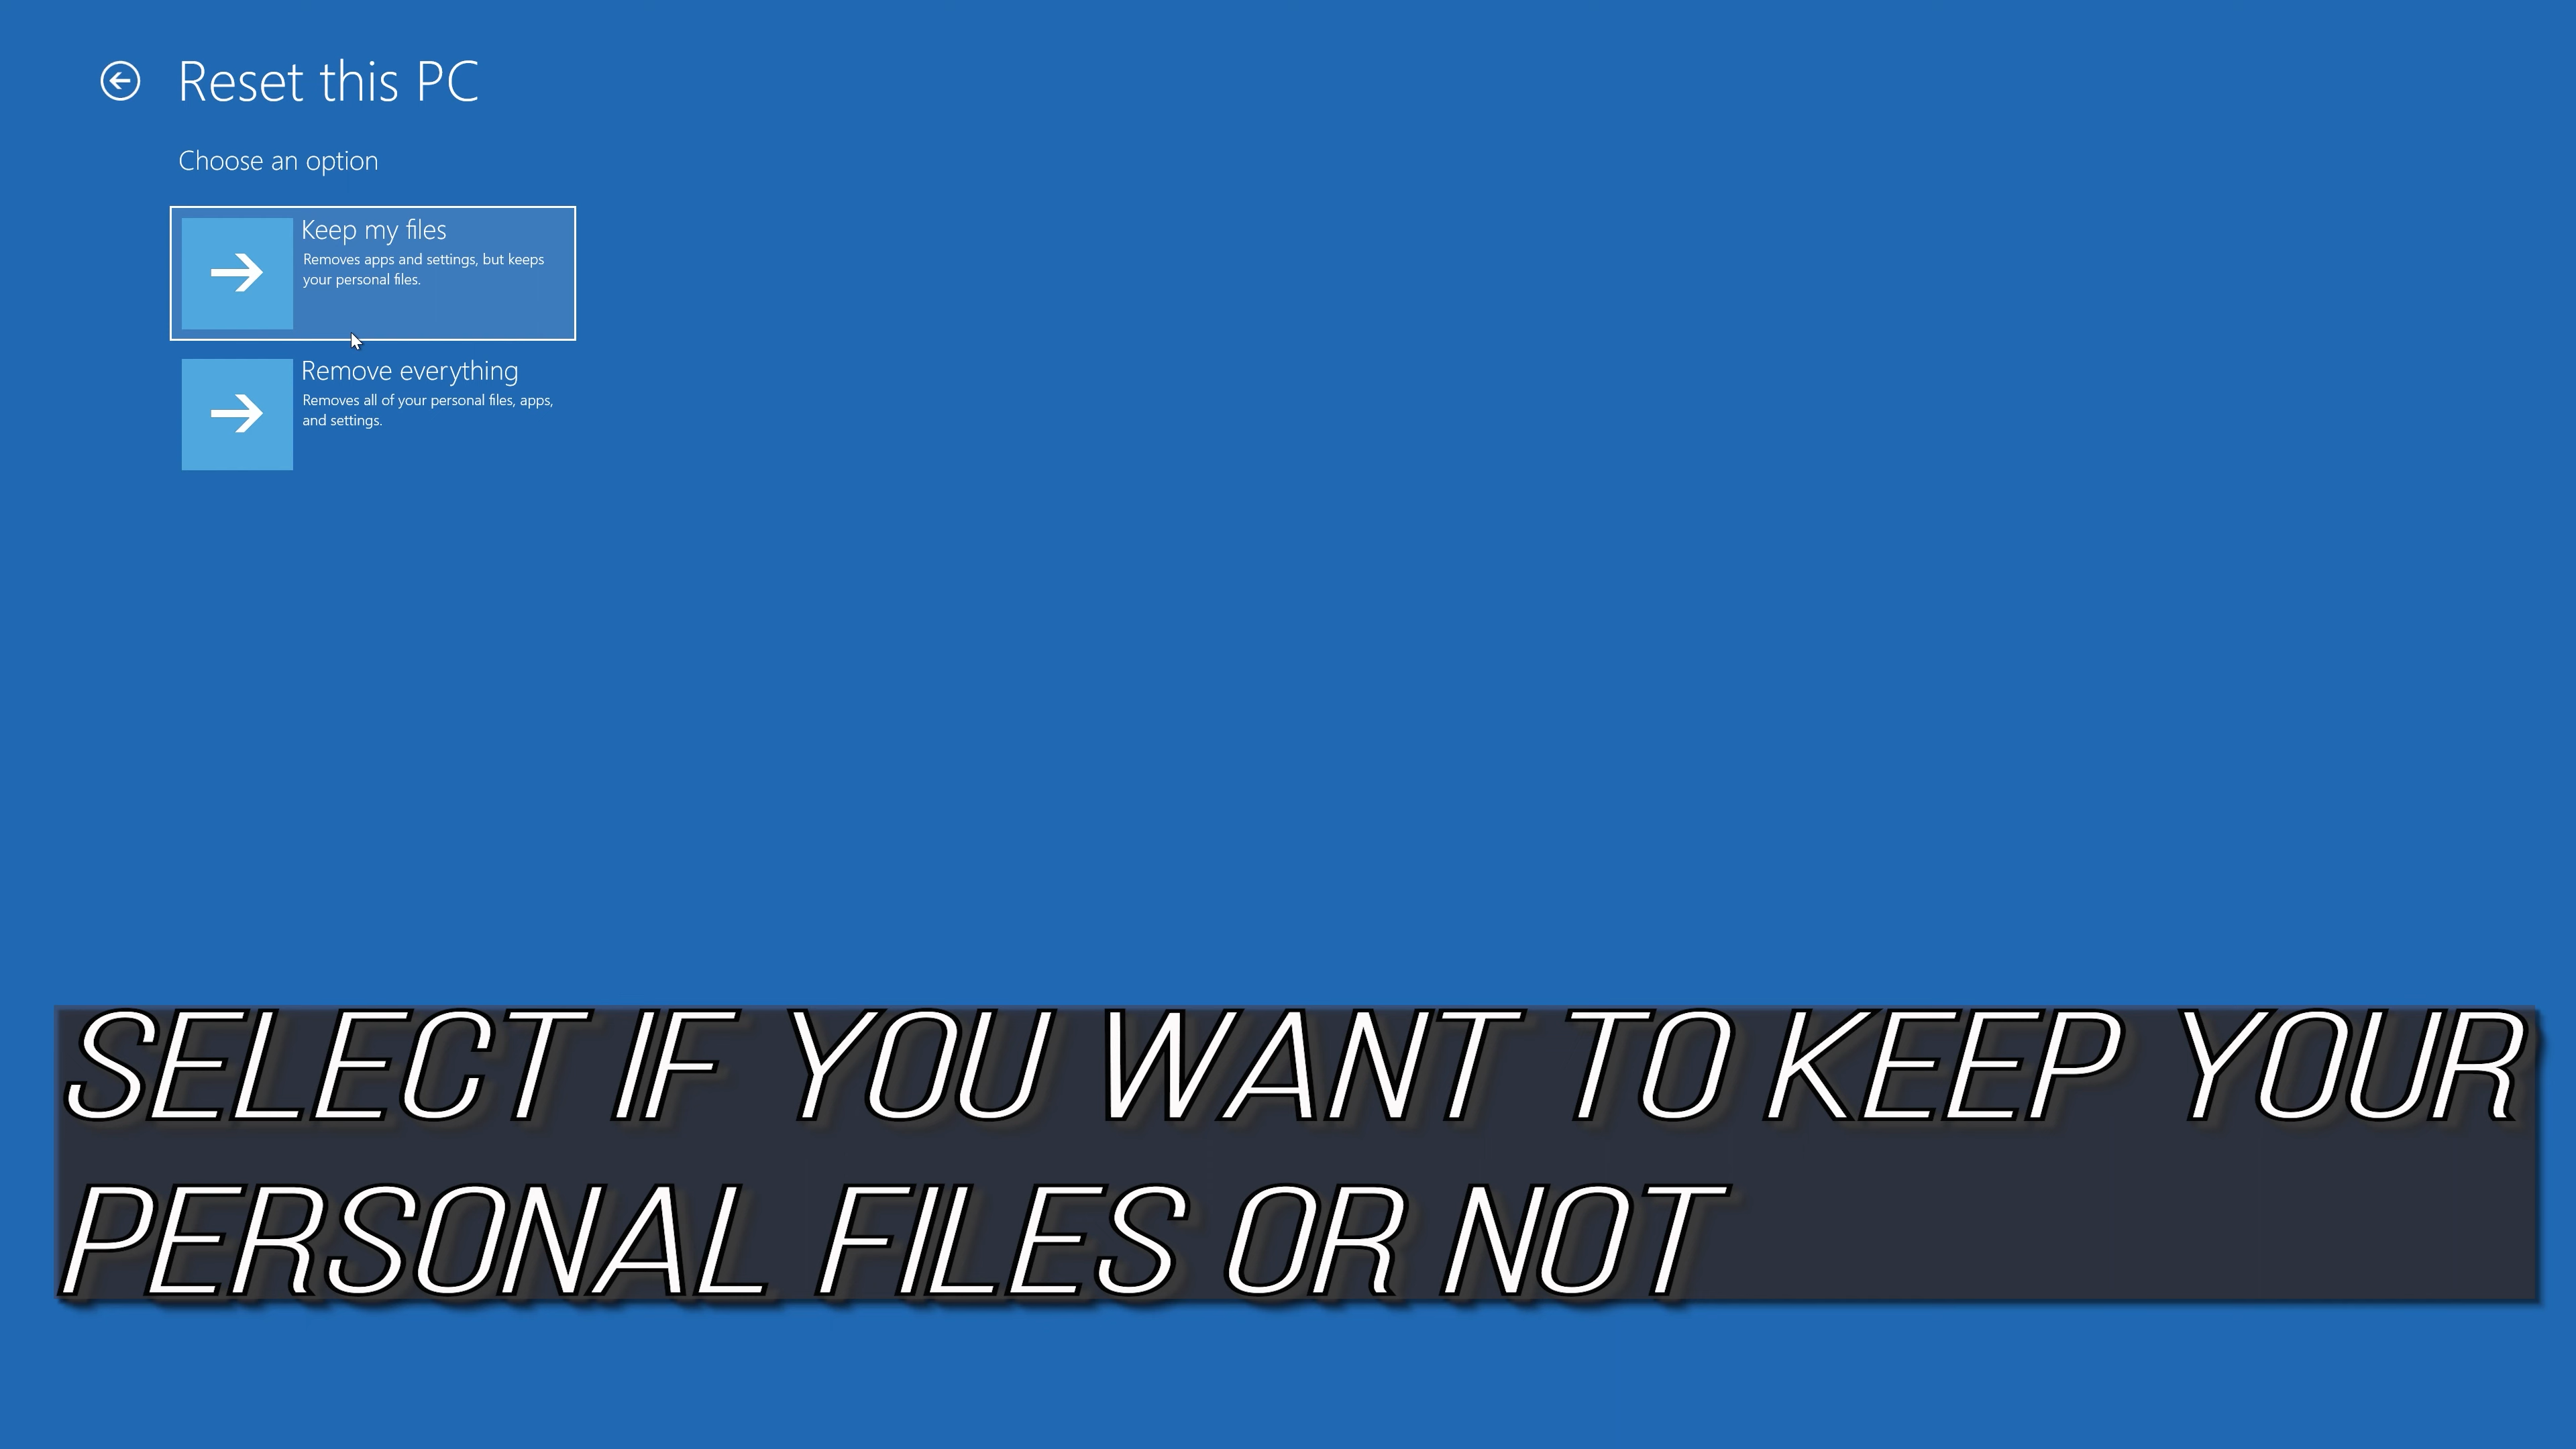 Reset this PC
Choose an option
Keep my files
Removes apps and settings, but keeps
your personal files.
Remove everything
Removes all of your personal files, apps,
and settings.
SELECT IF YOU WANT TO KEEP YOUR
PERSONAL FILES OR NOT